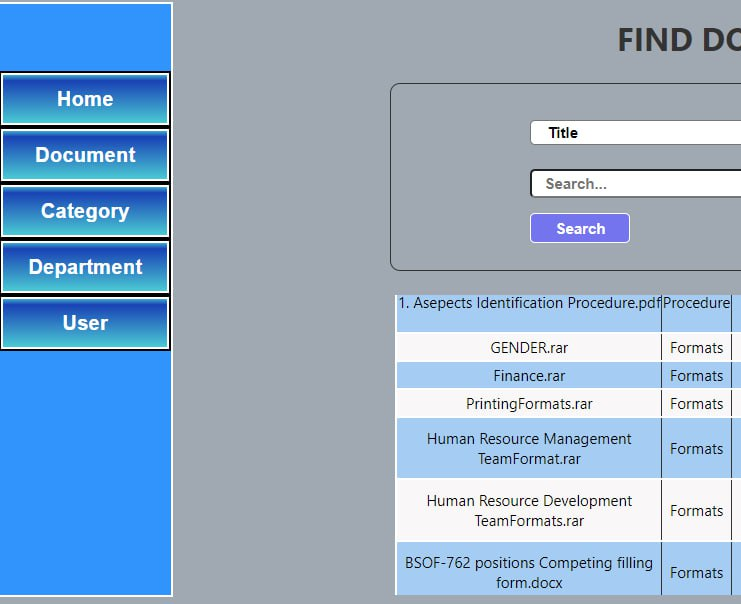 FIND DO
Home
Document
Category
Department
User
Title
Search...
Search
1. Asepects Identification Procedure.pdf Procedure
GENDER.rar Formats
Finance.rar Formats
PrintingFormats.rar Formats
Human Resource Management
TeamFormat.rar Formats
Human Resource Development
TeamFormats.rar Formats
BSOF-762 positions Competing filling
form.docx Formats